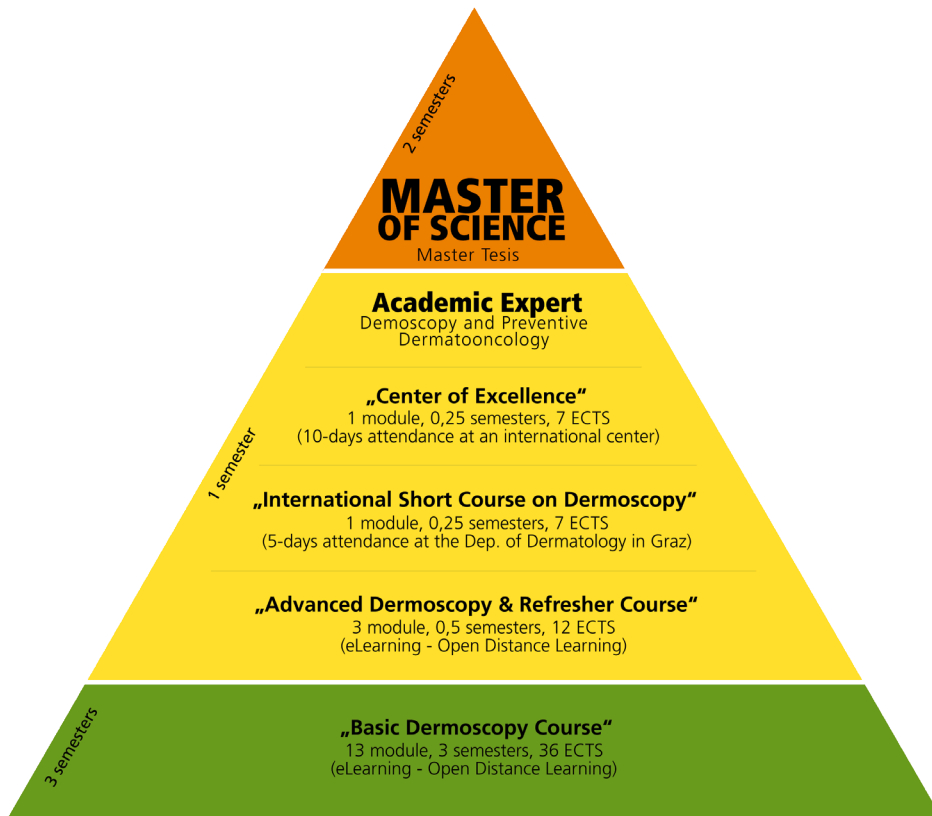 2 semesters
MASTER
OF SCIENCE
Master Tesis
Academic Expert
Demoscopy and Preventive
Dermatooncology
„Center of Excellence“
1 module, 0,25 semesters, 7 ECTS
(10-days attendance at an international center)
1 semester
„International Short Course on Dermoscopy“
1 module, 0,25 semesters, 7 ECTS
(5-days attendance at the Dep. of Dermatology in Graz)
„Advanced Dermoscopy & Refresher Course“
3 module, 0,5 semesters, 12 ECTS
(eLearning - Open Distance Learning)
3 semesters
„Basic Dermoscopy Course“
13 module, 3 semesters, 36 ECTS
(eLearning - Open Distance Learning)